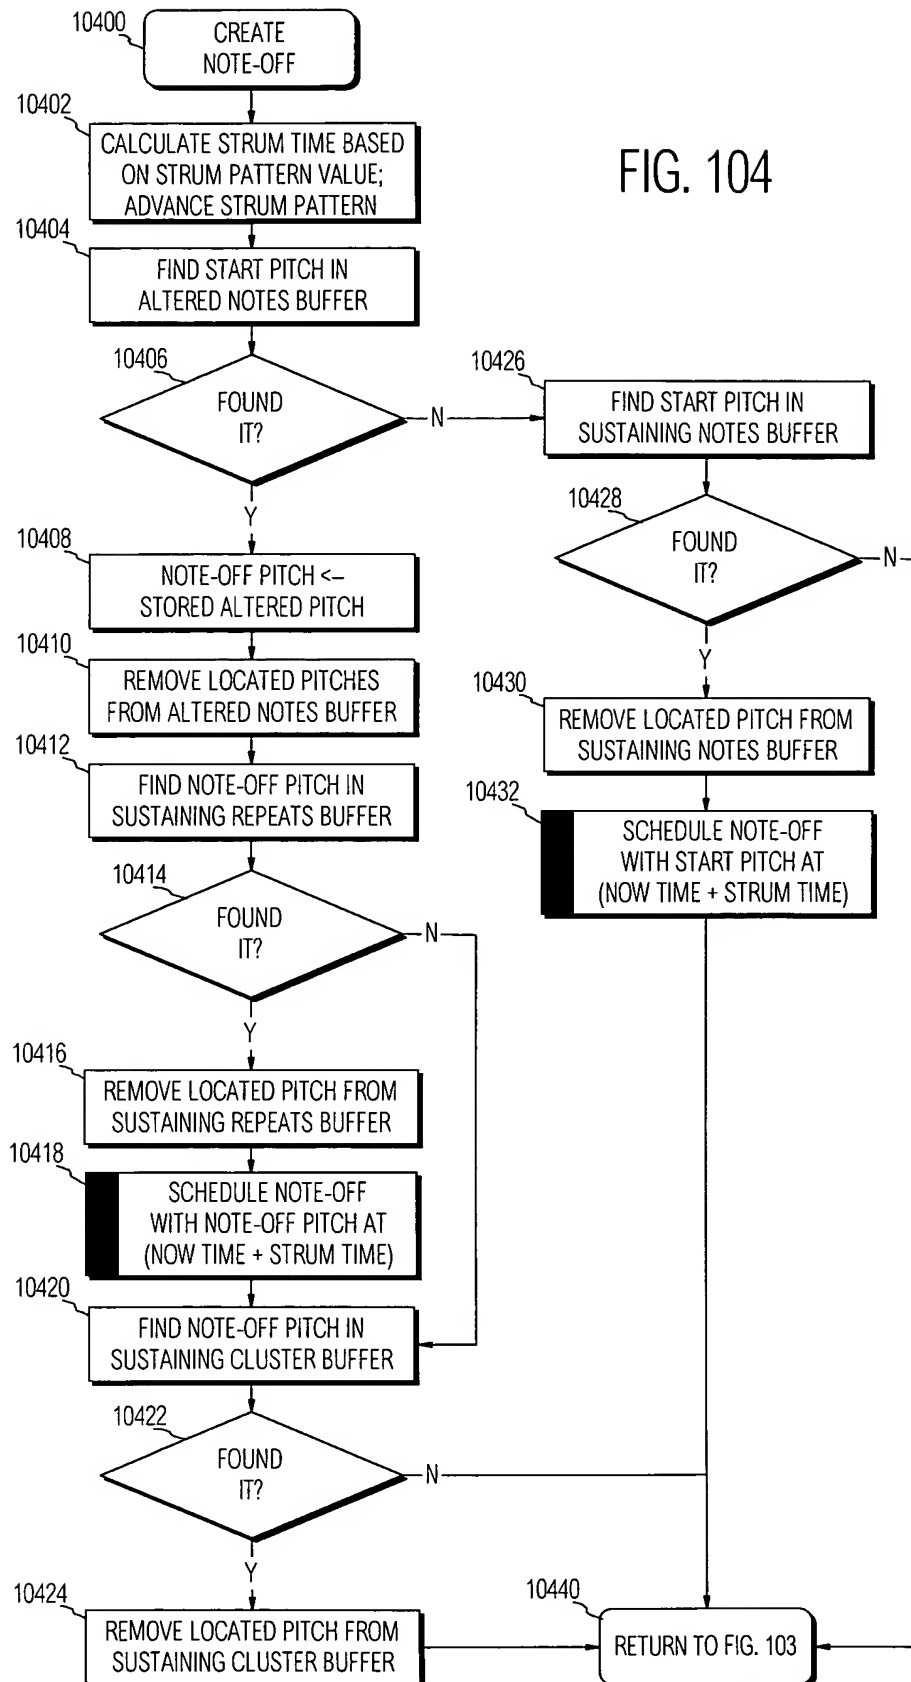 10400
CREATE
NOTE-OFF
10402
CALCULATE STRUM TIME BASED
ON STRUM PATTERN VALUE;
ADVANCE STRUM PATTERN
FIG. 104
10404
FIND START PITCH IN
ALTERED NOTES BUFFER
10406
FOUND
IT?
N
Y
10426
FIND START PITCH IN
SUSTAINING NOTES BUFFER
10428
FOUND
IT?
N
Y
10408
NOTE-OFF PITCH <–
STORED ALTERED PITCH
10410
REMOVE LOCATED PITCHES
FROM ALTERED NOTES BUFFER
10430
REMOVE LOCATED PITCH FROM
SUSTAINING NOTES BUFFER
10412
FIND NOTE-OFF PITCH IN
SUSTAINING REPEATS BUFFER
10432
SCHEDULE NOTE-OFF
WITH START PITCH AT
(NOW TIME + STRUM TIME)
10414
FOUND
IT?
N
Y
10416
REMOVE LOCATED PITCH FROM
SUSTAINING REPEATS BUFFER
10418
SCHEDULE NOTE-OFF
WITH NOTE-OFF PITCH AT
(NOW TIME + STRUM TIME)
10420
FIND NOTE-OFF PITCH IN
SUSTAINING CLUSTER BUFFER
10422
FOUND
IT?
N
Y
10424
REMOVE LOCATED PITCH FROM
SUSTAINING CLUSTER BUFFER
10440
RETURN TO FIG. 103